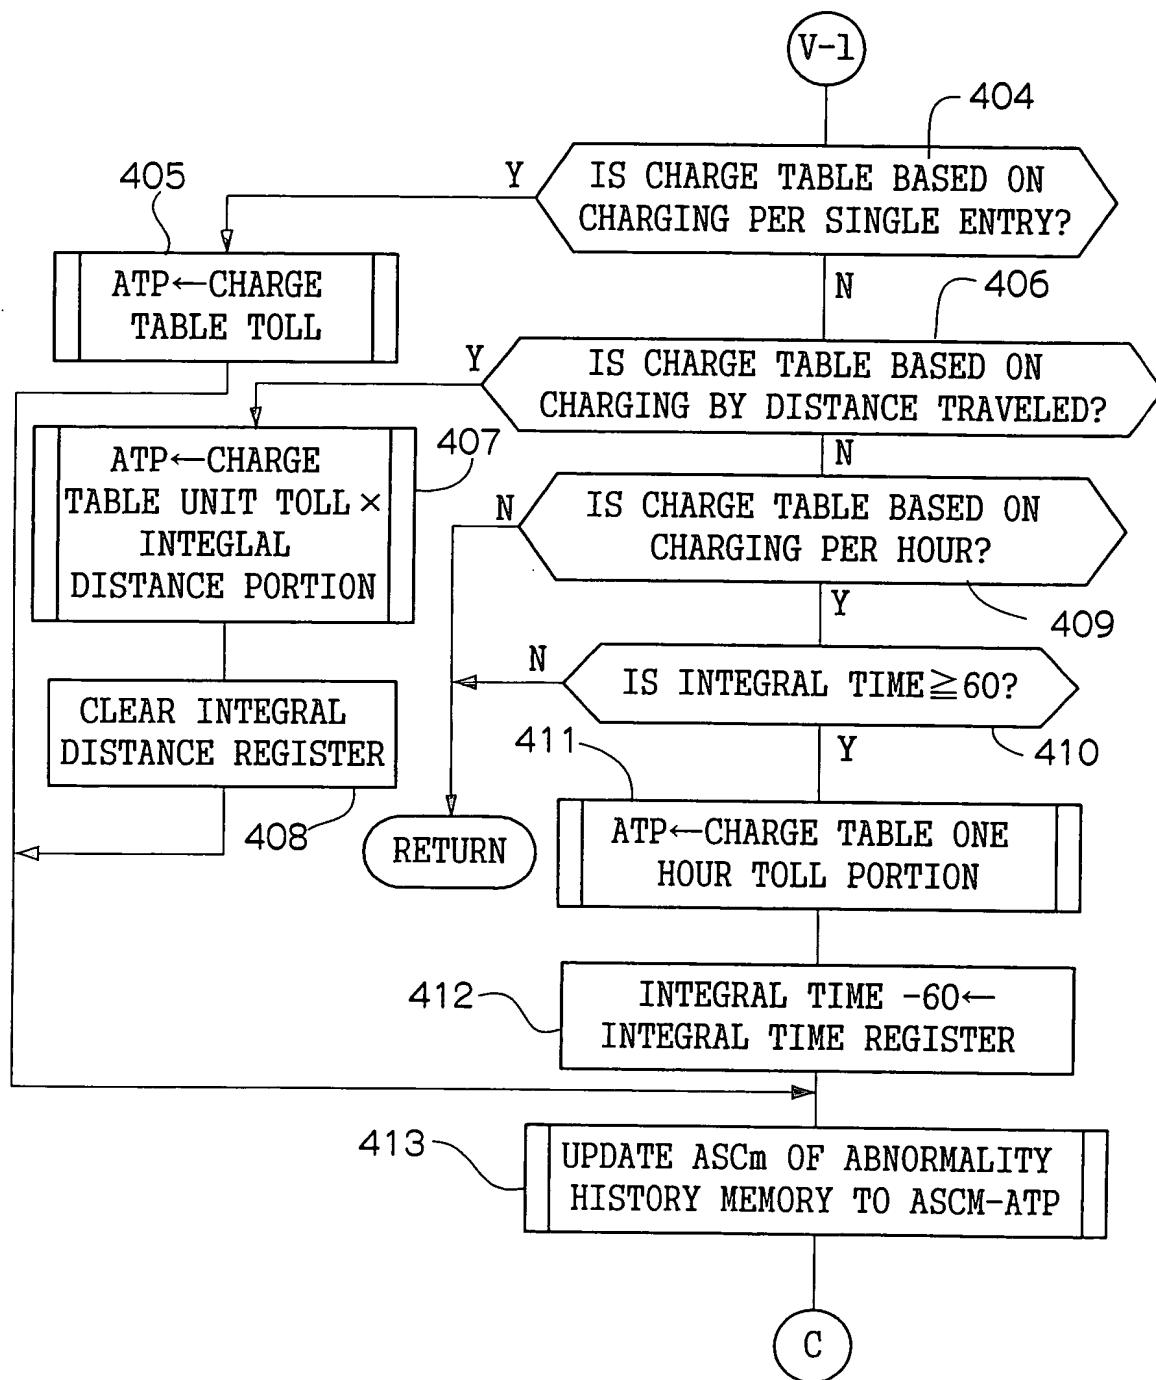 V-1
404
IS CHARGE TABLE BASED ON
CHARGING PER SINGLE ENTRY?
Y
N
405
ATP←CHARGE
TABLE TOLL
406
IS CHARGE TABLE BASED ON
CHARGING BY DISTANCE TRAVELED?
Y
N
407
ATP←CHARGE
TABLE UNIT TOLL×
INTEGLAL
DISTANCE PORTION
IS CHARGE TABLE BASED ON
CHARGING PER HOUR?
N
Y
409
CLEAR INTEGRAL
DISTANCE REGISTER
408
IS INTEGRAL TIME≧60?
N
Y
410
RETURN
411
ATP←CHARGE TABLE ONE
HOUR TOLL PORTION
412
INTEGRAL TIME -60←
INTEGRAL TIME REGISTER
413
UPDATE ASCm OF ABNORMALITY
HISTORY MEMORY TO ASCM-ATP
C